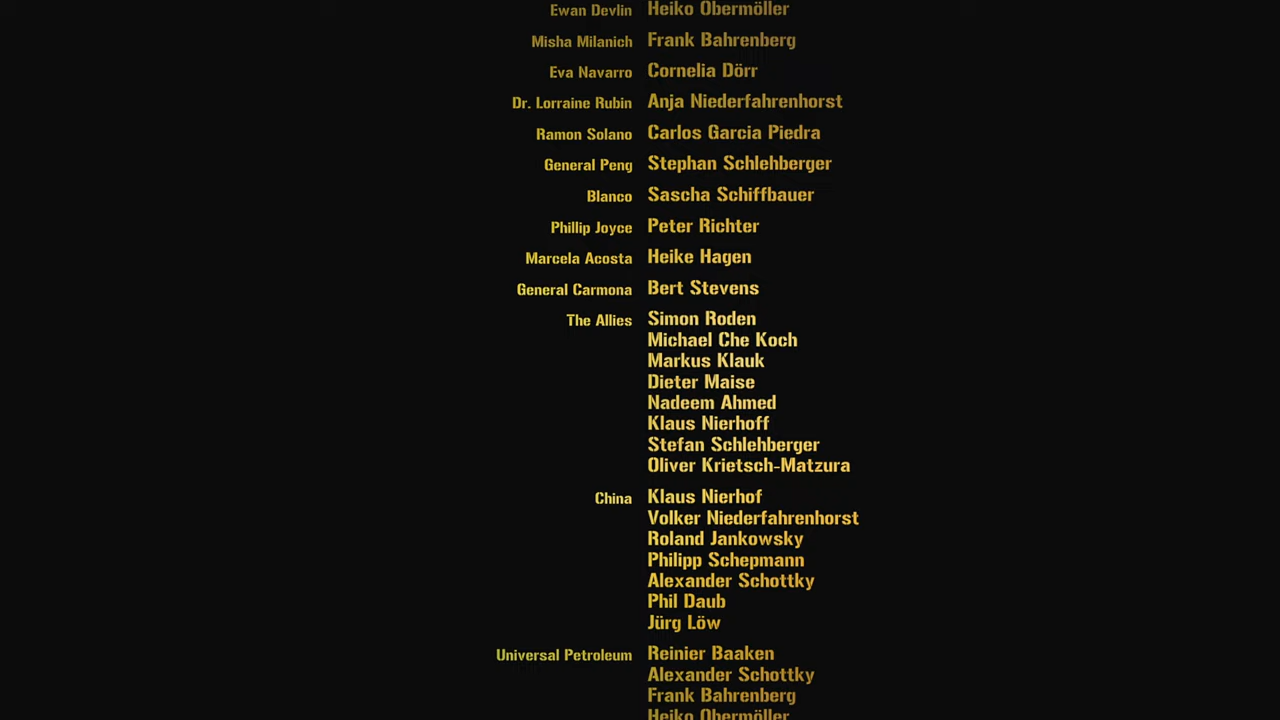 Ewan Devlin Heiko Obermöller
Misha Milanich Frank Bahrenberg
Eva Navarro Cornelia Dörr
Dr. Lorraine Rubin Anja Niederfahrenhorst
Ramon Solano Carlos Garcia Piedra
General Peng Stephan Schlehberger
Blanco Sascha Schiffbauer
Phillip Joyce Peter Richter
Marcela Acosta Heike Hagen
General Carmona Bert Stevens
The Allies Simon Roden
Michael Che Koch
Markus Klauk
Dieter Maise
Nadeem Ahmed
Klaus Nierhoff
Stefan Schlehberger
Oliver Krietsch-Matzura
China Klaus Nierhof
Volker Niederfahrenhorst
Roland Jankowsky
Philipp Schepmann
Alexander Schottky
Phil Daub
Jürg Löw
Universal Petroleum Reinier Baaken
Alexander Schottky
Frank Bahrenberg
Heiko Obermöller